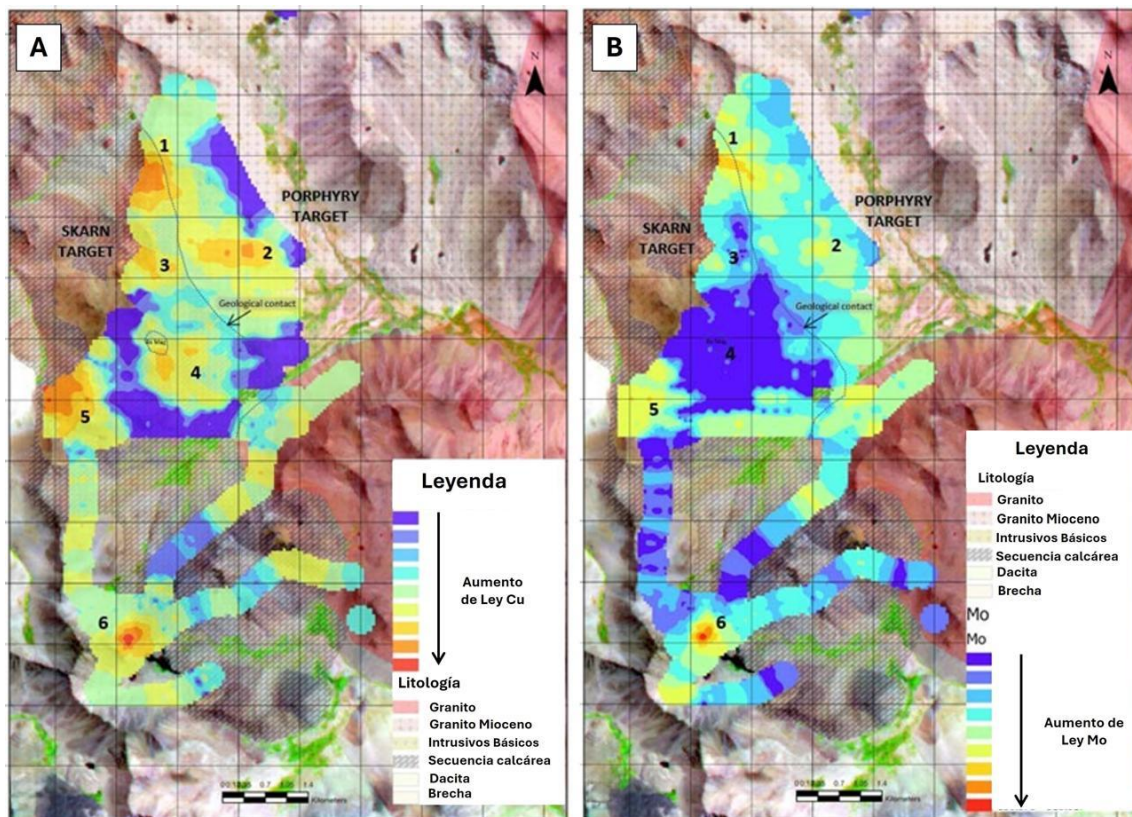 A
N
1
PORPHYRY
TARGET
SKARN
TARGET
2
3
Geological contact
4
5
6
Leyenda
Aumento
de Ley Cu
Litología
Granito
Granito Mioceno
Intrusivos Básicos
Secuencia calcárea
Dacita
Brecha
Kilometers
B
N
1
PORPHYRY
TARGET
SKARN
TARGET
2
3
Geological contact
4
5
6
Leyenda
Litología
Granito
Granito Mioceno
Intrusivos Básicos
Secuencia calcárea
Dacita
Brecha
Mo
Mo
Aumento de
Ley Mo
Kilometers